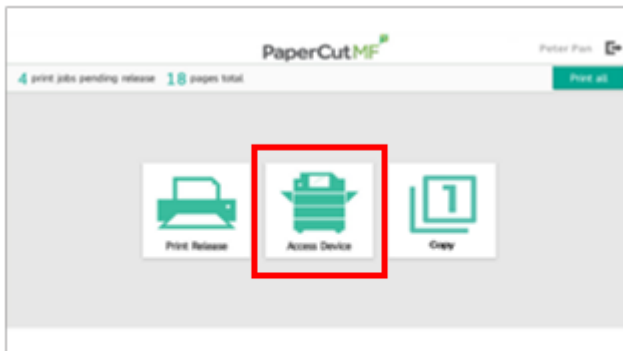 PaperCutMF
Peter Pan
4 print jobs pending release 18 pages total
Print all
1
Print Release
Access Device
Copy